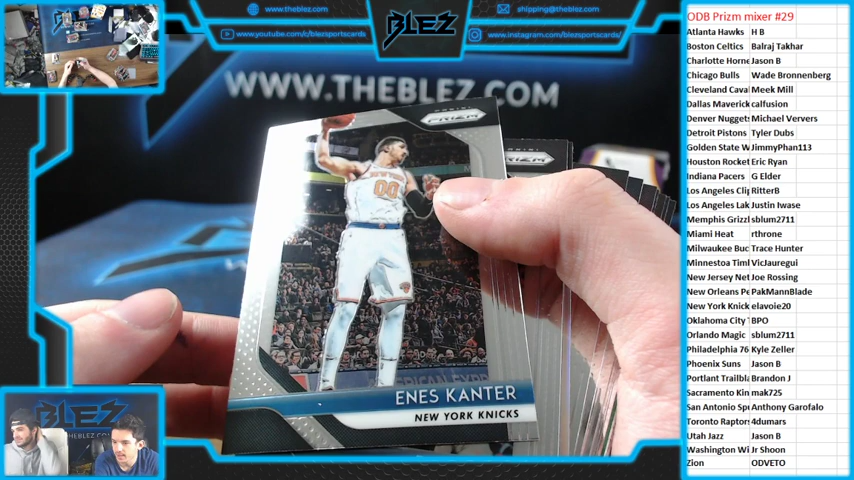 www.theblez.com
shipping@theblez.com
www.youtube.com/c/blezsportscards
www.instagram.com/blezsportscards/
BLEZ
WWW.THEBLEZ.COM
PRIZM
PRIZM
00
ENES KANTER
NEW YORK KNICKS
BLEZ
ODB Prizm mixer #29
Atlanta Hawks H B
Boston Celtics Balraj Takhar
Charlotte Horne Jason B
Chicago Bulls Wade Bronnenberg
Cleveland Cava Meek Mill
Dallas Maverick calfusion
Denver Nugget Michael Ververs
Detroit Pistons Tyler Dubs
Golden State W JimmyPhan113
Houston Rocket Eric Ryan
Indiana Pacers G Elder
Los Angeles Cli RitterB
Los Angeles Lak Justin Iwase
Memphis Grizzl sblum2711
Miami Heat rthrone
Milwaukee Buc Trace Hunter
Minnestoa Tim VicJauregui
New Jersey Net Joe Rossing
New Orleans Pe PakMannBlade
New York Knick elavoie20
Oklahoma City BPO
Orlando Magic sblum2711
Philadelphia 76 Kyle Zeller
Phoenix Suns Jason B
Portlant Trailbla Brandon J
Sacramento Kin mak725
San Antonio Sp Anthony Garofalo
Toronto Raptor 4dumars
Utah Jazz Jason B
Washington Wi Jr Shoon
Zion ODVETO